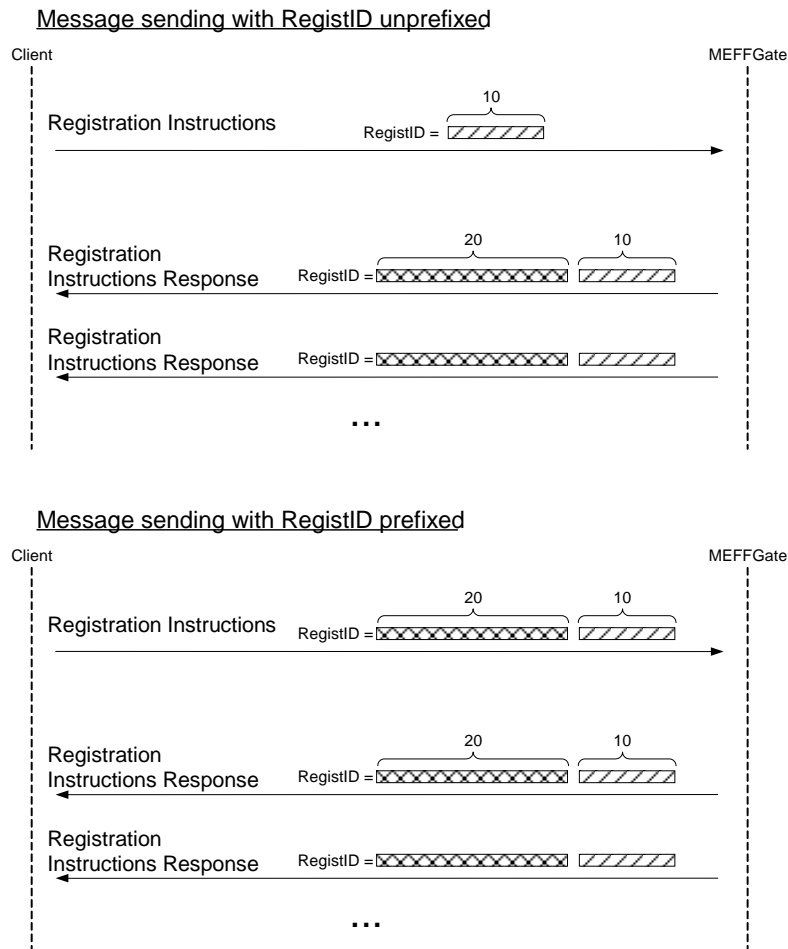 Message sending with RegistID unprefixed
Client MEFFGate
10
Registration Instructions RegistID =
20 10
Registration
Instructions Response RegistID =
Registration
Instructions Response RegistID =
...
Message sending with RegistID prefixed
Client MEFFGate
20 10
Registration Instructions RegistID =
20 10
Registration
Instructions Response RegistID =
Registration
Instructions Response RegistID =
...